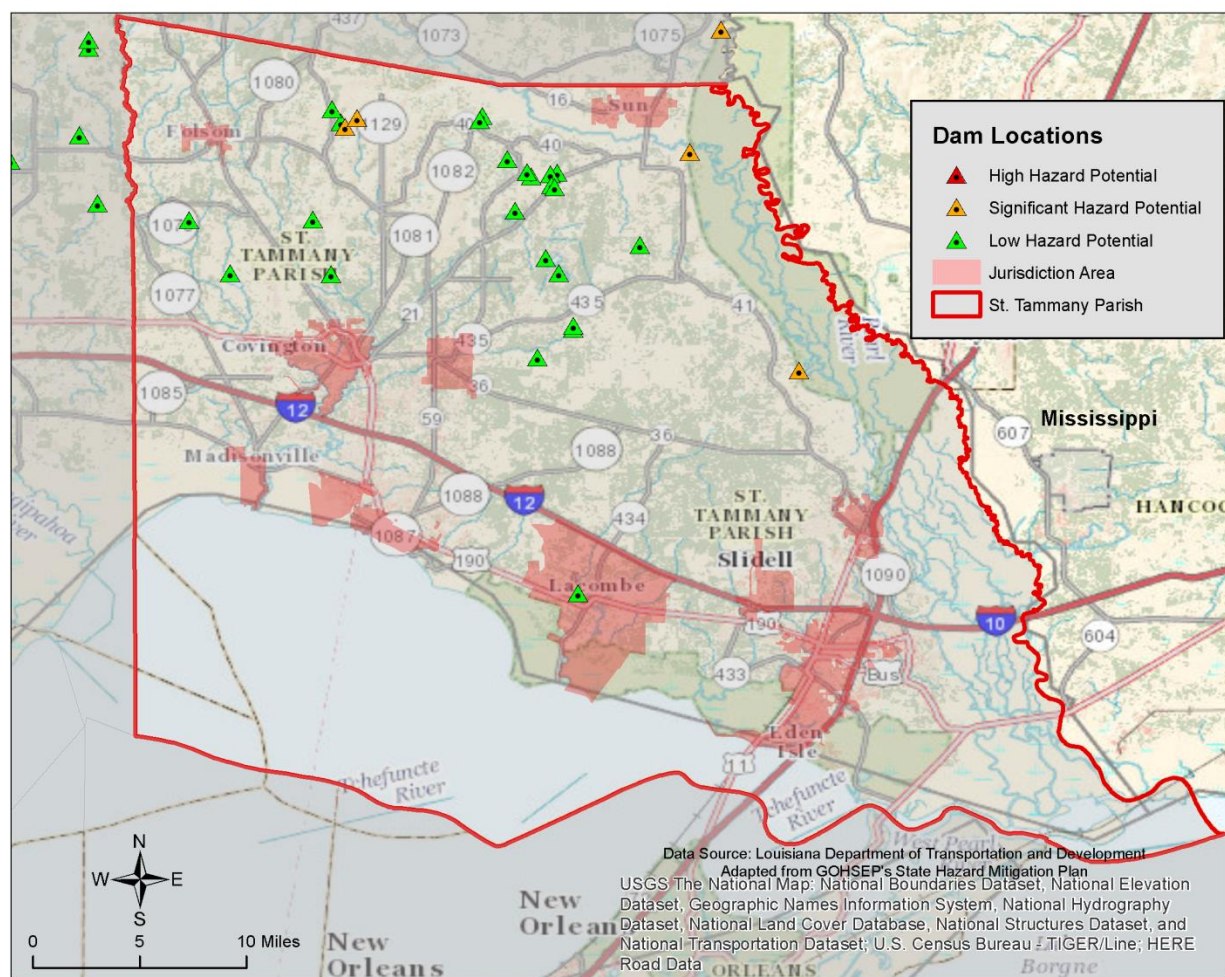 437
1073
1075
1080
16
Sun
Folsom
1129
40
40
1082
Dam Locations
High Hazard Potential
Significant Hazard Potential
Low Hazard Potential
Jurisdiction Area
St. Tammany Parish
1081
ST.
TAMMANY
PARISH
1077
21
435
41
Pearl
River
Covington
435
36
1085
12
59
Mississippi
607
Madisonville
1088
36
HANCOC
ST.
TAMMANY
PARISH
Slidell
1088
12
434
1087
190
Lacombe
1090
190
10
604
433
Bus
Eden
Isle
11
Tchefuncte
River
Tchefuncte
River
West Pearl
N
W E
S
0 5 10 Miles
New
Orleans
New
Orleans
ORLEANS
Borgne
Data Source: Louisiana Department of Transportation and Development
Adapted from GOHSEP's State Hazard Mitigation Plan
USGS The National Map: National Boundaries Dataset, National Elevation
Dataset, Geographic Names Information System, National Hydrography
Dataset, National Land Cover Database, National Structures Dataset, and
National Transportation Dataset; U.S. Census Bureau - TIGER/Line; HERE
Road Data